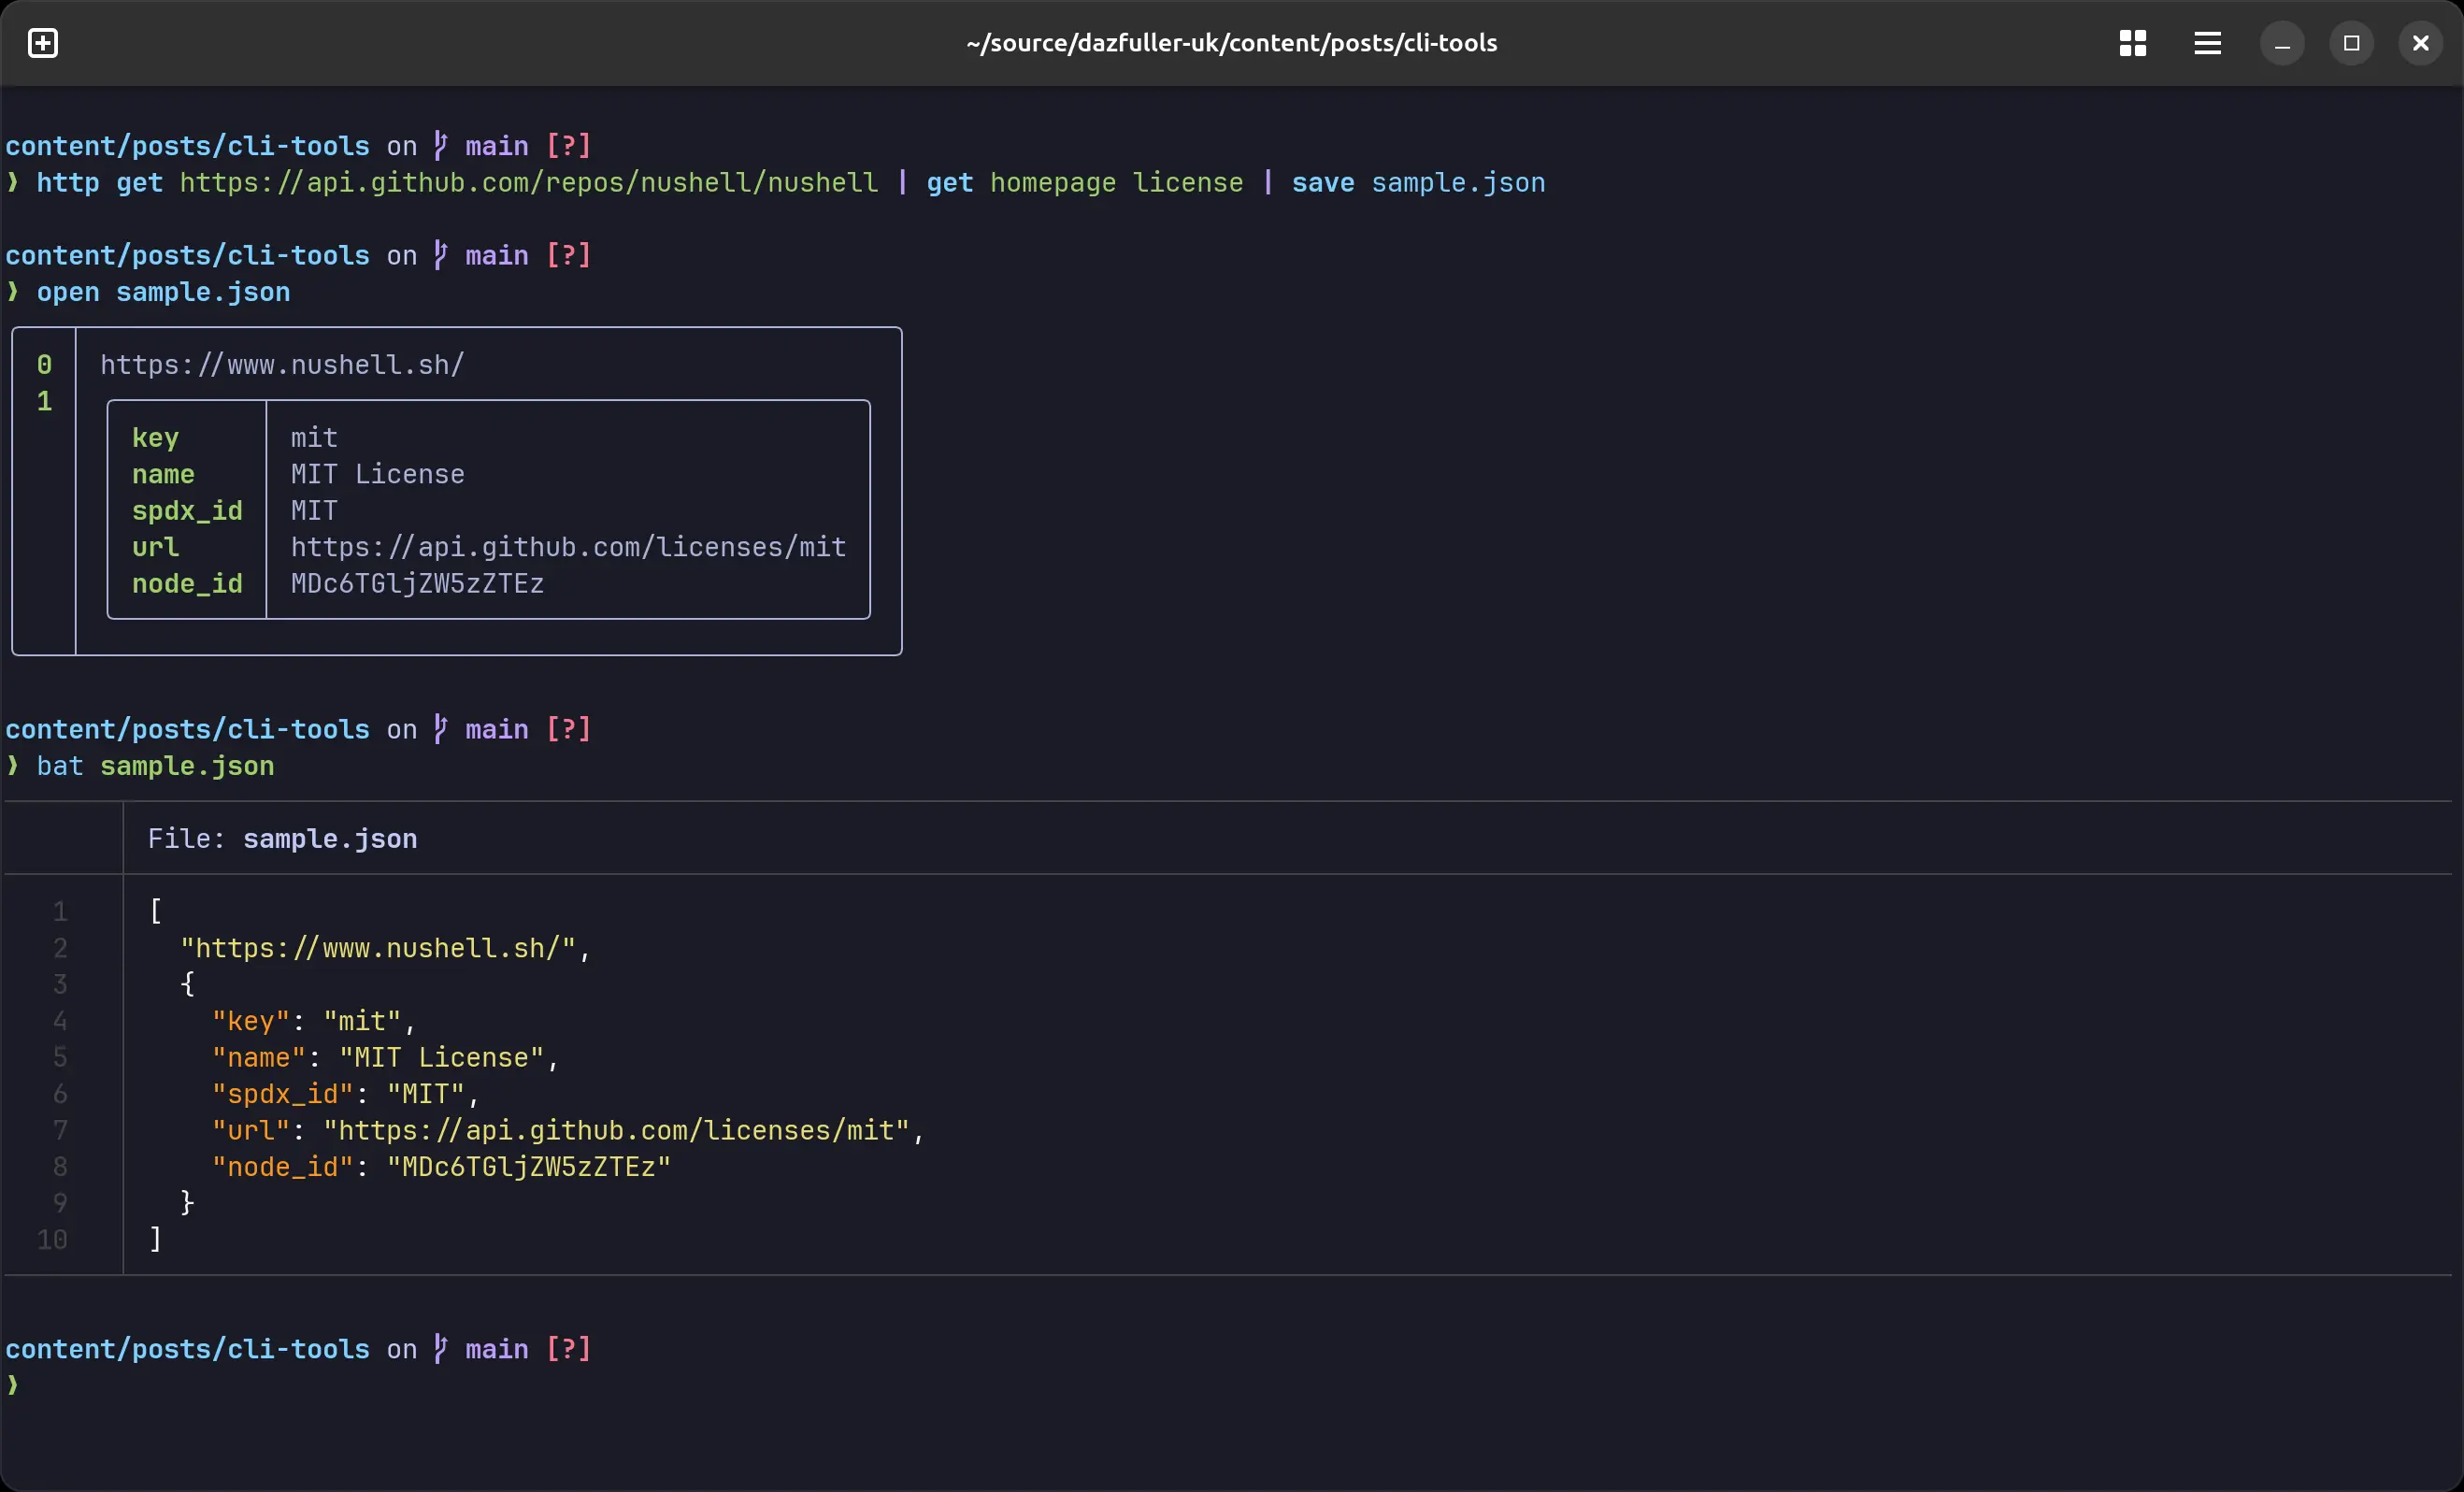 ~/source/dazfuller-uk/content/posts/cli-tools
content/posts/cli-tools on main [?]
❯ http get https://api.github.com/repos/nushell/nushell | get homepage license | save sample.json
content/posts/cli-tools on main [?]
❯ open sample.json
0 https://www.nushell.sh/
1
key mit
name MIT License
spdx_id MIT
url https://api.github.com/licenses/mit
node_id MDc6TGljZW5zZTEz
content/posts/cli-tools on main [?]
❯ bat sample.json
File: sample.json
1 [
2 "https://www.nushell.sh/",
3 {
4 "key": "mit",
5 "name": "MIT License",
6 "spdx_id": "MIT",
7 "url": "https://api.github.com/licenses/mit",
8 "node_id": "MDc6TGljZW5zZTEz"
9 }
10 ]
content/posts/cli-tools on main [?]
❯